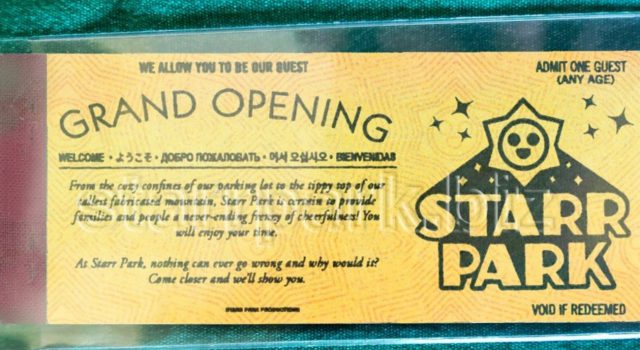 WE ALLOW YOU TO BE OUR GUEST
GRAND OPENING
WELCOME • ようこそ • ДОБРО ПОЖАЛОВАТЬ • 어서 오십시오 • BIENVENIDAS
From the cozy confines of our parking lot to the tippy top of our
tallest fabricated mountain, Starr Park is certain to provide
families and people a never-ending frenzy of cheerfulness! You
will enjoy your time.
At Starr Park, nothing can ever go wrong and why would it?
Come closer and we'll show you.
STARR PARK PROMOTIONS
ADMIT ONE GUEST
(ANY AGE)
STARR
PARK
VOID IF REDEEMED
starrpark.biz